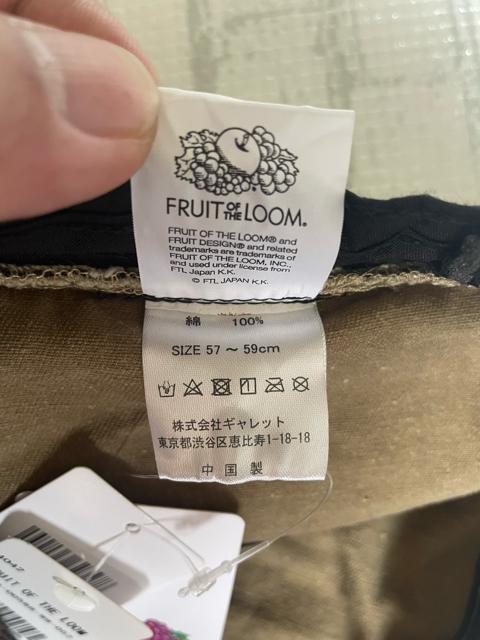 FRUIT OF THE LOOM®
FRUIT OF THE LOOM® and
FRUIT DESIGN® and related
trademarks are trademarks of
FRUIT OF THE LOOM, INC.,
and used under license from
FTL Japan K.K.
© FTL JAPAN K.K.
綿 100%
SIZE 57 ~ 59cm
株式会社ギャレット
東京都渋谷区恵比寿1-18-18
中国製
OF THE LOOM